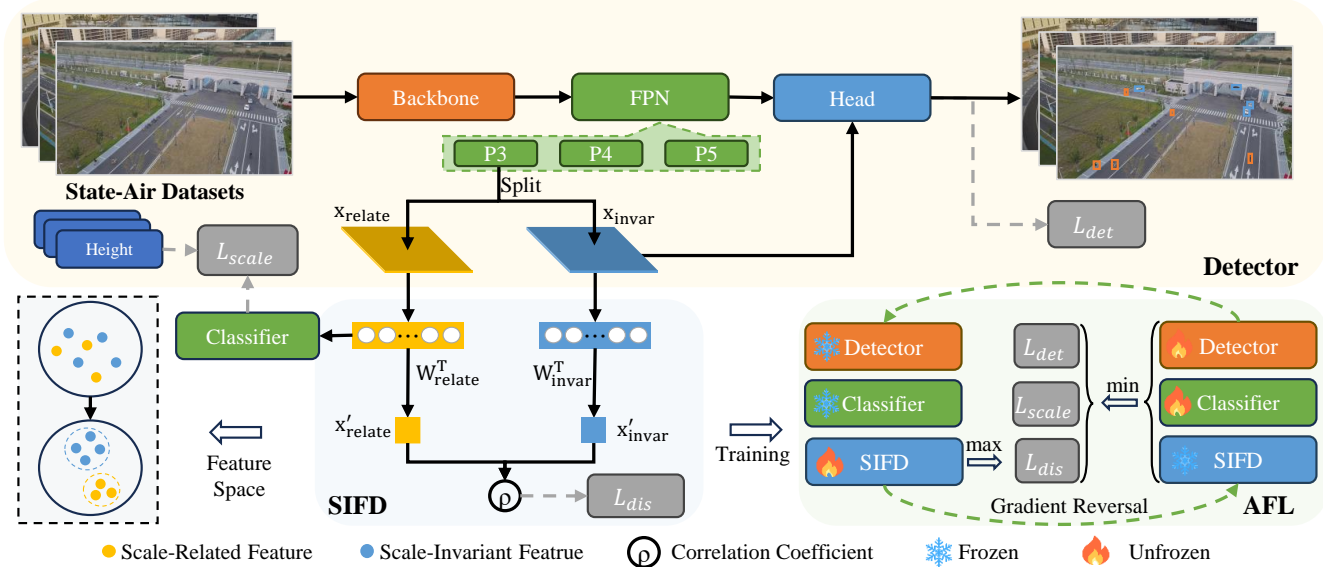 Backbone
FPN
Head
P3
P4
P5
Split
State-Air Datasets
x_relate
x_invar
Height
L_scale
L_det
Detector
Classifier
W^T_relate
W^T_invar
x'_relate
x'_invar
Feature
Space
SIFD
ρ
L_dis
Training
Detector
Classifier
SIFD
max
L_det
L_scale
L_dis
min
Detector
Classifier
SIFD
Gradient Reversal
AFL
Scale-Related Feature
Scale-Invariant Featrue
ρ
Correlation Coefficient
Frozen
Unfrozen